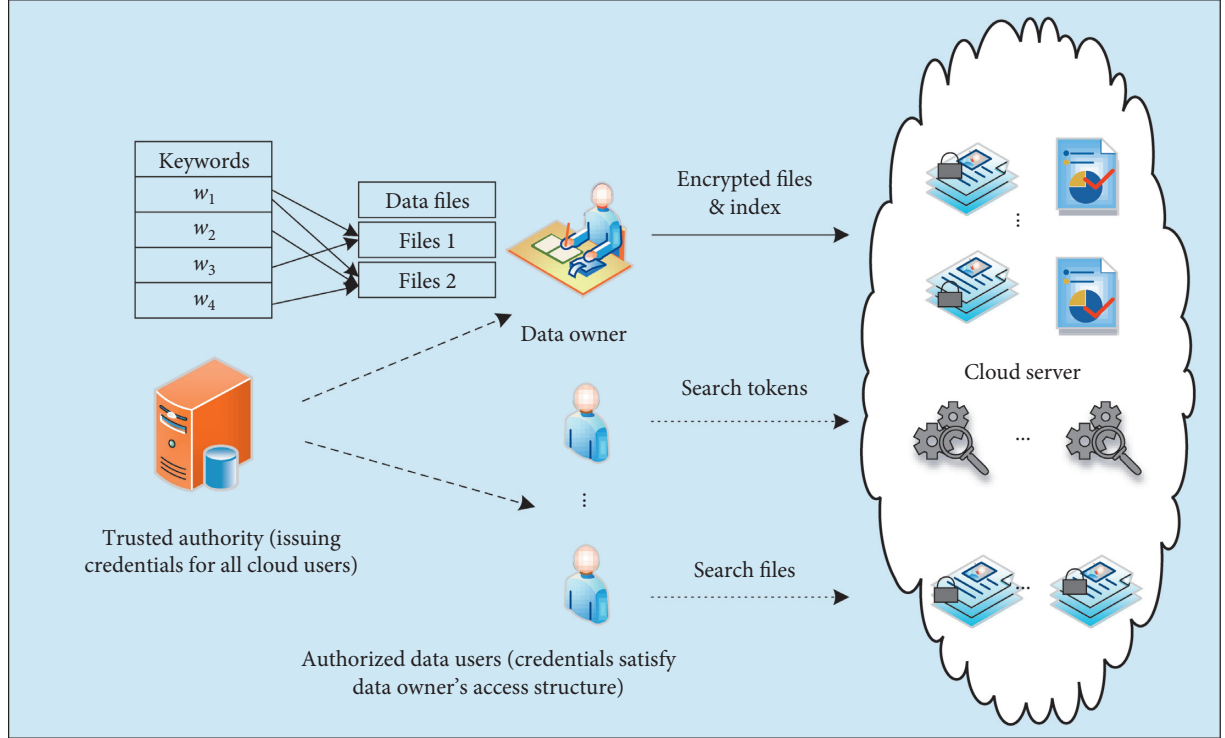 Keywords
w1
w2
w3
w4
Data files
Files 1
Files 2
Data owner
Encrypted files
& index
Cloud server
Search tokens
...
...
...
Trusted authority (issuing
credentials for all cloud users)
Search files
...
Authorized data users (credentials satisfy
data owner's access structure)